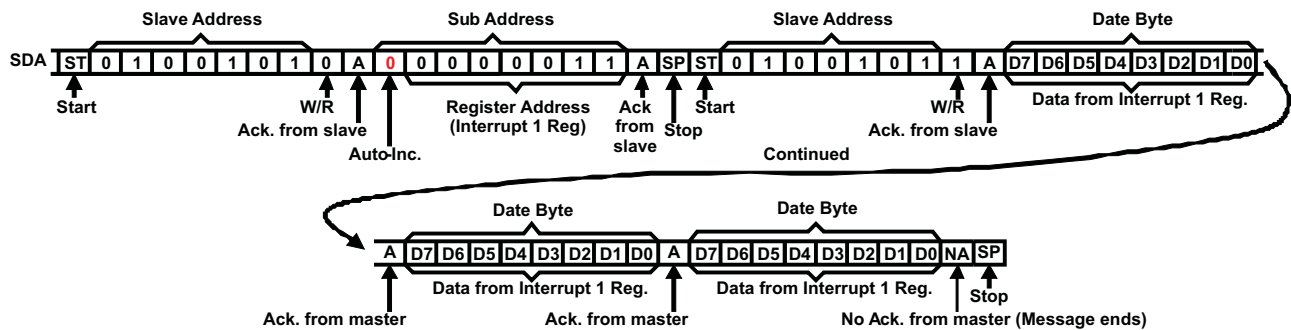 Slave Address Sub Address Slave Address Date Byte
SDA ST 0 1 0 0 1 0 1 0 A 0 0 0 0 0 0 1 1 A SP ST 0 1 0 0 1 0 1 1 A D7 D6 D5 D4 D3 D2 D1 D0
Start W/R Register Address Ack Start W/R Data from Interrupt 1 Reg.
Ack. from slave (Interrupt 1 Reg) from Stop Ack. from slave
slave
Auto-Inc. Continued
Date Byte Date Byte
A D7 D6 D5 D4 D3 D2 D1 D0 A D7 D6 D5 D4 D3 D2 D1 D0 NA SP
Data from Interrupt 1 Reg. Data from Interrupt 1 Reg. Stop
Ack. from master Ack. from master No Ack. from master (Message ends)